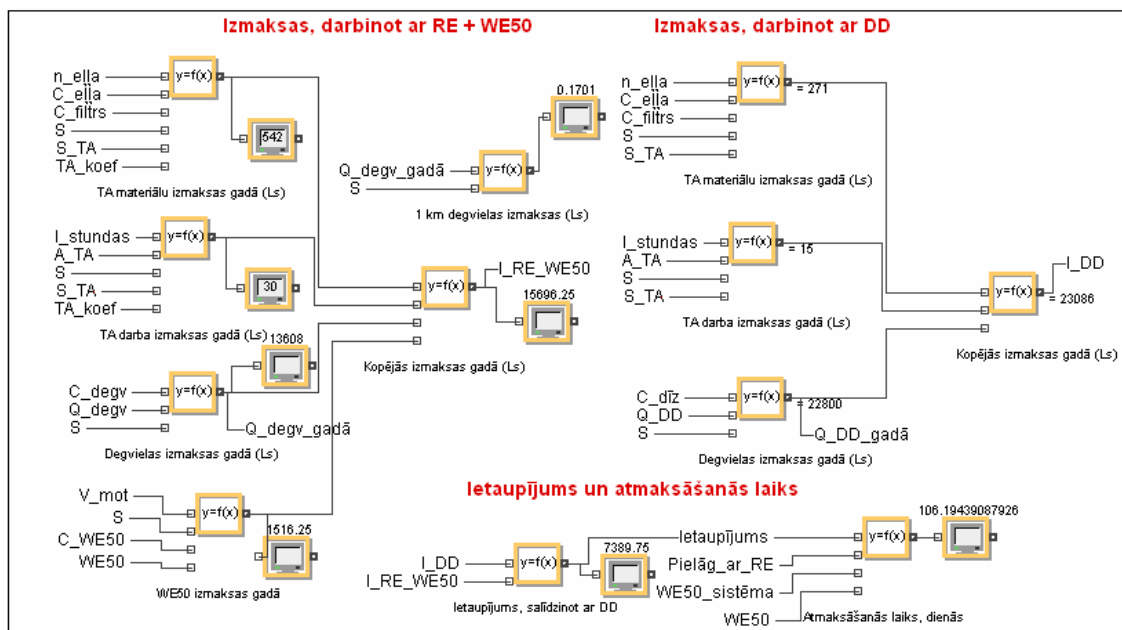 Izmaksas, darbinot ar RE + WE50
n_eļļa
C_eļļa
C_filtrs
S
S_TA
TA_koef
y=f(x)
542
TA materiālu izmaksas gadā (Ls)
0.1701
Q_degv_gadā
S
y=f(x)
1 km degvielas izmaksas (Ls)
I_stundas
A_TA
S
S_TA
TA_koef
y=f(x)
30
TA darba izmaksas gadā (Ls)
13608
C_degv
Q_degv
S
y=f(x)
Q_degv_gadā
Degvielas izmaksas gadā (Ls)
V_mot
S
C_WE50
WE50
y=f(x)
1516.25
WE50 izmaksas gadā
y=f(x)
I_RE_WE50
15696.25
Kopējās izmaksas gadā (Ls)
Izmaksas, darbinot ar DD
n_eļļa
C_eļļa
C_filtrs
S
S_TA
y=f(x)
= 271
TA materiālu izmaksas gadā (Ls)
I_stundas
A_TA
S
S_TA
y=f(x)
= 15
TA darba izmaksas gadā (Ls)
C_dīz
Q_DD
S
y=f(x)
= 22800
Q_DD_gadā
Degvielas izmaksas gadā (Ls)
y=f(x)
I_DD
= 23086
Kopējās izmaksas gadā (Ls)
Ietaupījums un atmaksāšanās laiks
I_DD
I_RE_WE50
y=f(x)
7389.75
Ietaupījums, salīdzinot ar DD
Ietaupījums
Pielāg_ar_RE
WE50_sistēma
WE50
y=f(x)
106.19439087926
Atmaksāšanās laiks, dienās